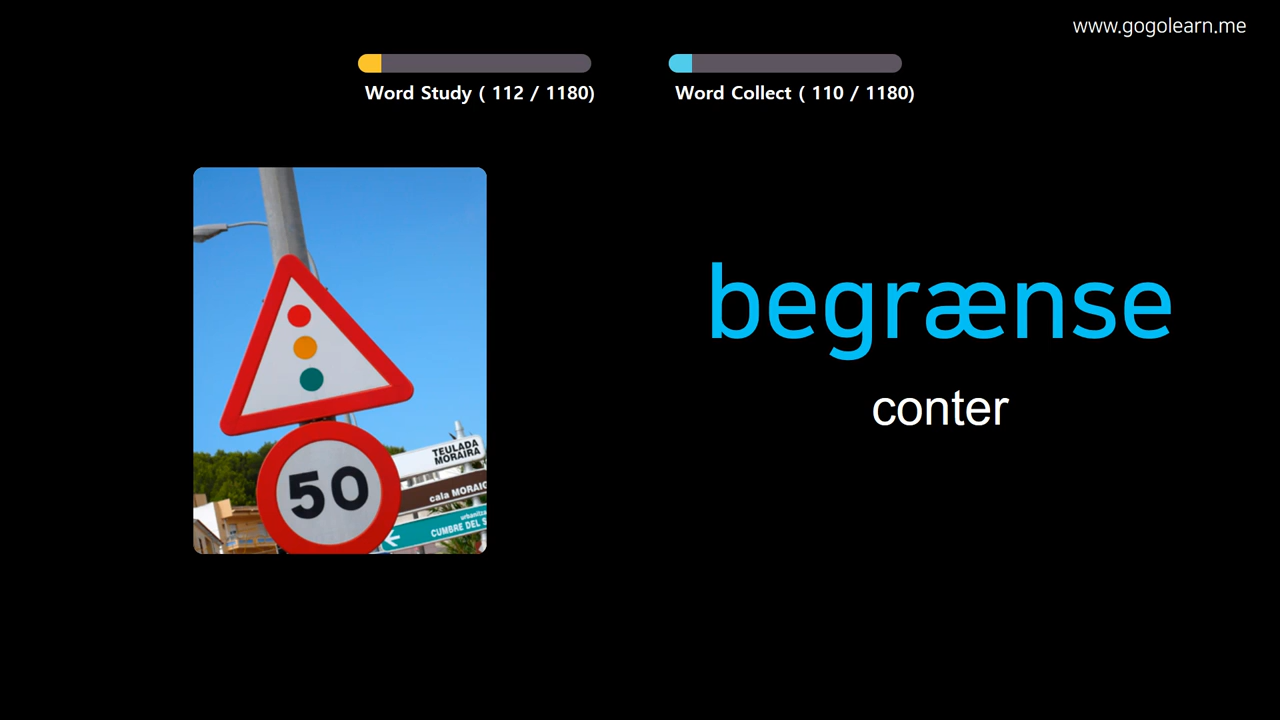 www.gogolearn.me
Word Study ( 112 / 1180)
Word Collect ( 110 / 1180)
begrænse
conter
50
TEULADA
MORAIRA
cala MORAIG
urbanitza
CUMBRE DEL S